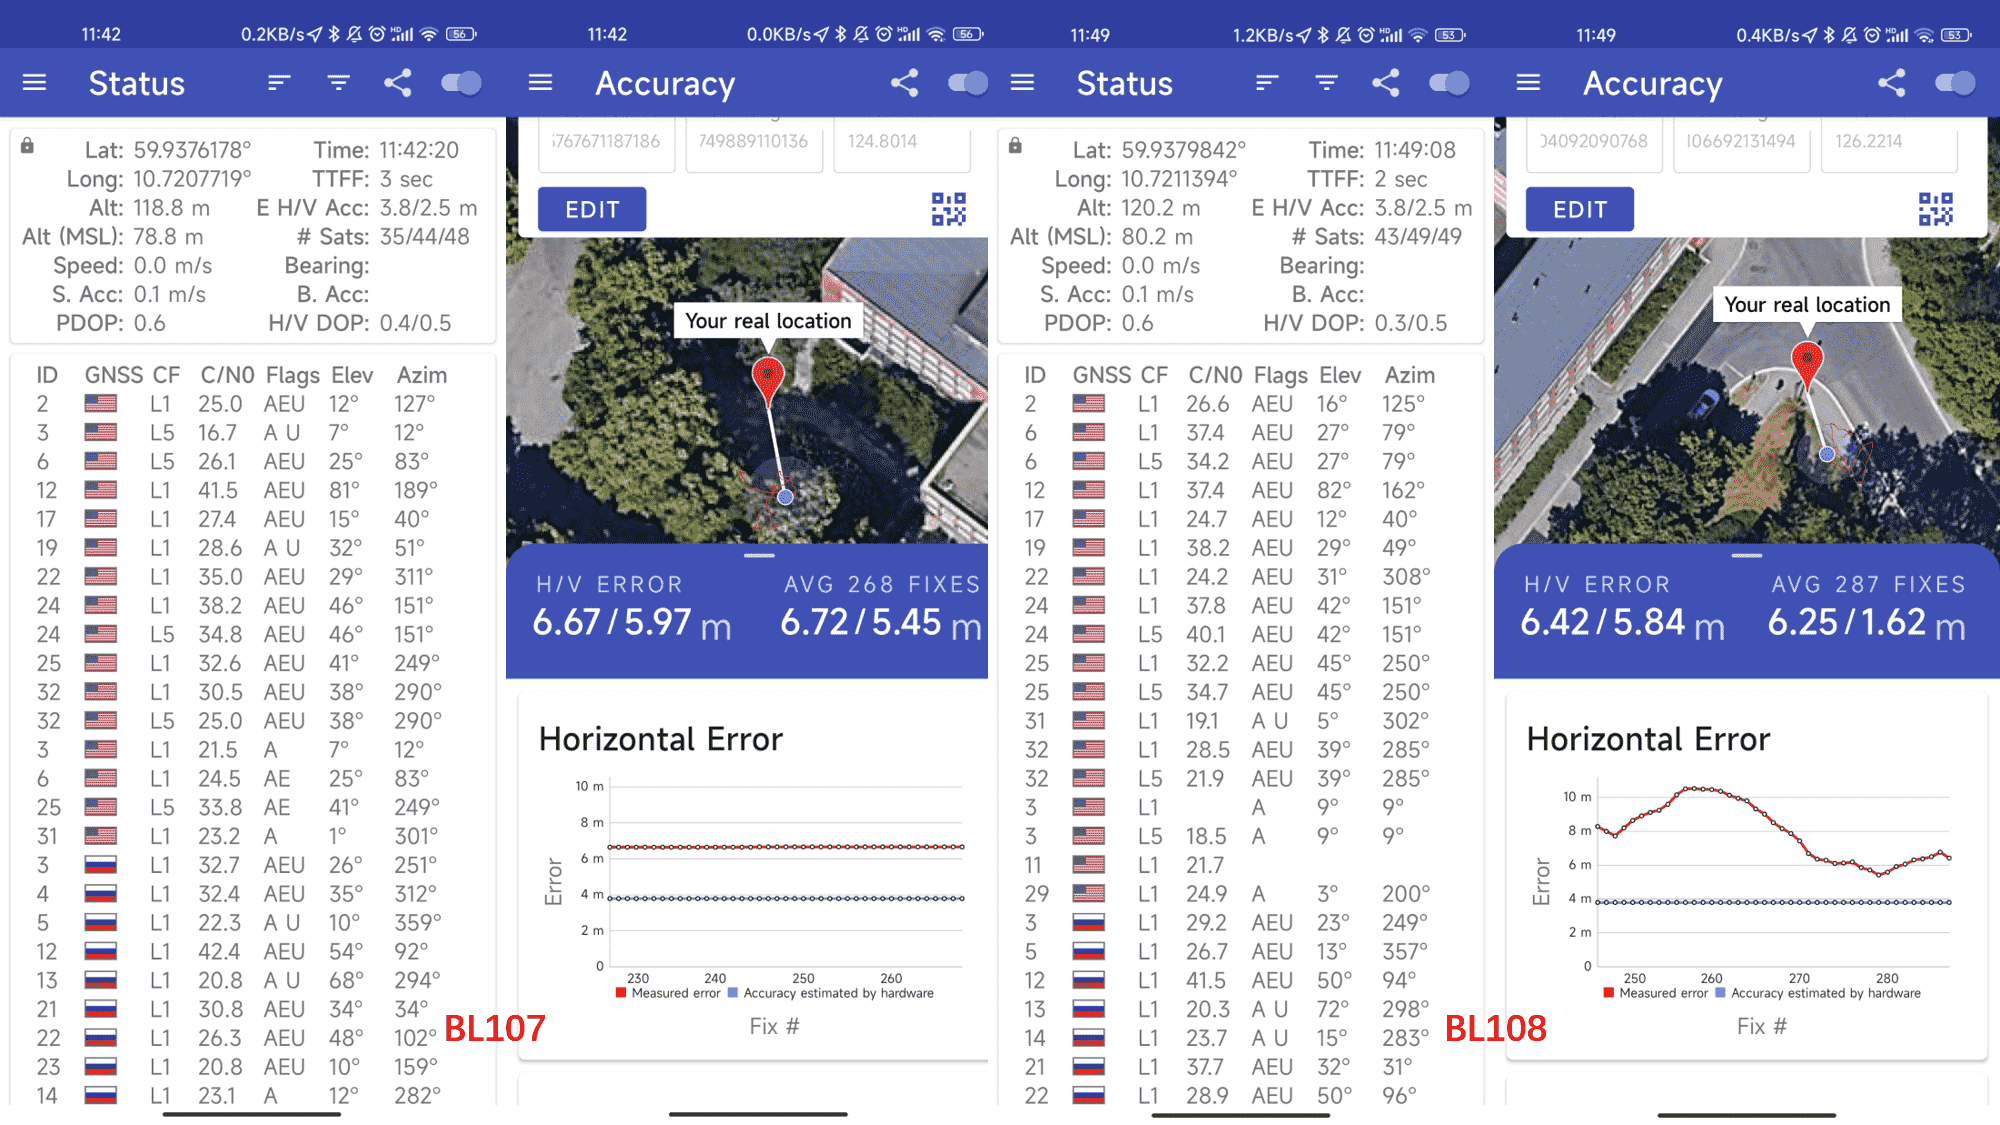 11:42 0.2KB/s HD 56
Status
Lat: 59.9376178° Time: 11:42:20
Long: 10.7207719° TTFF: 3 sec
Alt: 118.8 m E H/V Acc: 3.8/2.5 m
Alt (MSL): 78.8 m # Sats: 35/44/48
Speed: 0.0 m/s Bearing:
S. Acc: 0.1 m/s B. Acc:
PDOP: 0.6 H/V DOP: 0.4/0.5
ID GNSS CF C/N0 Flags Elev Azim
2 L1 25.0 AEU 12° 127°
3 L5 16.7 A U 7° 12°
6 L5 26.1 AEU 25° 83°
12 L1 41.5 AEU 81° 189°
17 L1 27.4 AEU 15° 40°
19 L1 28.6 A U 32° 51°
22 L1 35.0 AEU 29° 311°
24 L1 38.2 AEU 46° 151°
24 L5 34.8 AEU 46° 151°
25 L1 32.6 AEU 41° 249°
32 L1 30.5 AEU 38° 290°
32 L5 25.0 AEU 38° 290°
3 L1 21.5 A 7° 12°
6 L1 24.5 AE 25° 83°
25 L5 33.8 AE 41° 249°
31 L1 23.2 A 1° 301°
3 L1 32.7 AEU 26° 251°
4 L1 32.4 AEU 35° 312°
5 L1 22.3 A U 10° 359°
12 L1 42.4 AEU 54° 92°
13 L1 20.8 A U 68° 294°
21 L1 30.8 AEU 34° 34°
22 L1 26.3 AEU 48° 102°
23 L1 20.8 AEU 10° 159°
14 L1 23.1 A 12° 282°
BL107
11:42 0.0KB/s HD 56
Accuracy
5767671187186 749889110136 124.8014
EDIT
Your real location
H/V ERROR AVG 268 FIXES
6.67/5.97 m 6.72/5.45 m
Horizontal Error
10 m
8 m
6 m
4 m
2 m
0
Error
230 240 250 260
Measured error Accuracy estimated by hardware
Fix #
11:49 1.2KB/s HD 53
Status
Lat: 59.9379842° Time: 11:49:08
Long: 10.7211394° TTFF: 2 sec
Alt: 120.2 m E H/V Acc: 3.8/2.5 m
Alt (MSL): 80.2 m # Sats: 43/49/49
Speed: 0.0 m/s Bearing:
S. Acc: 0.1 m/s B. Acc:
PDOP: 0.6 H/V DOP: 0.3/0.5
ID GNSS CF C/N0 Flags Elev Azim
2 L1 26.6 AEU 16° 125°
6 L1 37.4 AEU 27° 79°
6 L5 34.2 AEU 27° 79°
12 L1 37.4 AEU 82° 162°
17 L1 24.7 AEU 12° 40°
19 L1 38.2 AEU 29° 49°
22 L1 24.2 AEU 31° 308°
24 L1 37.8 AEU 42° 151°
24 L5 40.1 AEU 42° 151°
25 L1 32.2 AEU 45° 250°
25 L5 34.7 AEU 45° 250°
31 L1 19.1 A U 5° 302°
32 L1 28.5 AEU 39° 285°
32 L5 21.9 AEU 39° 285°
3 L1 A 9° 9°
3 L5 18.5 A 9° 9°
11 L1 21.7
29 L1 24.9 A 3° 200°
3 L1 29.2 AEU 23° 249°
5 L1 26.7 AEU 13° 357°
12 L1 41.5 AEU 50° 94°
13 L1 20.3 A U 72° 298°
14 L1 23.7 A U 15° 283°
21 L1 37.7 AEU 32° 31°
22 L1 28.9 AEU 50° 96°
BL108
11:49 0.4KB/s HD 53
Accuracy
04092090768 106692131494 126.2214
EDIT
Your real location
H/V ERROR AVG 287 FIXES
6.42/5.84 m 6.25/1.62 m
Horizontal Error
10 m
8 m
6 m
4 m
2 m
0
Error
250 260 270 280
Measured error Accuracy estimated by hardware
Fix #